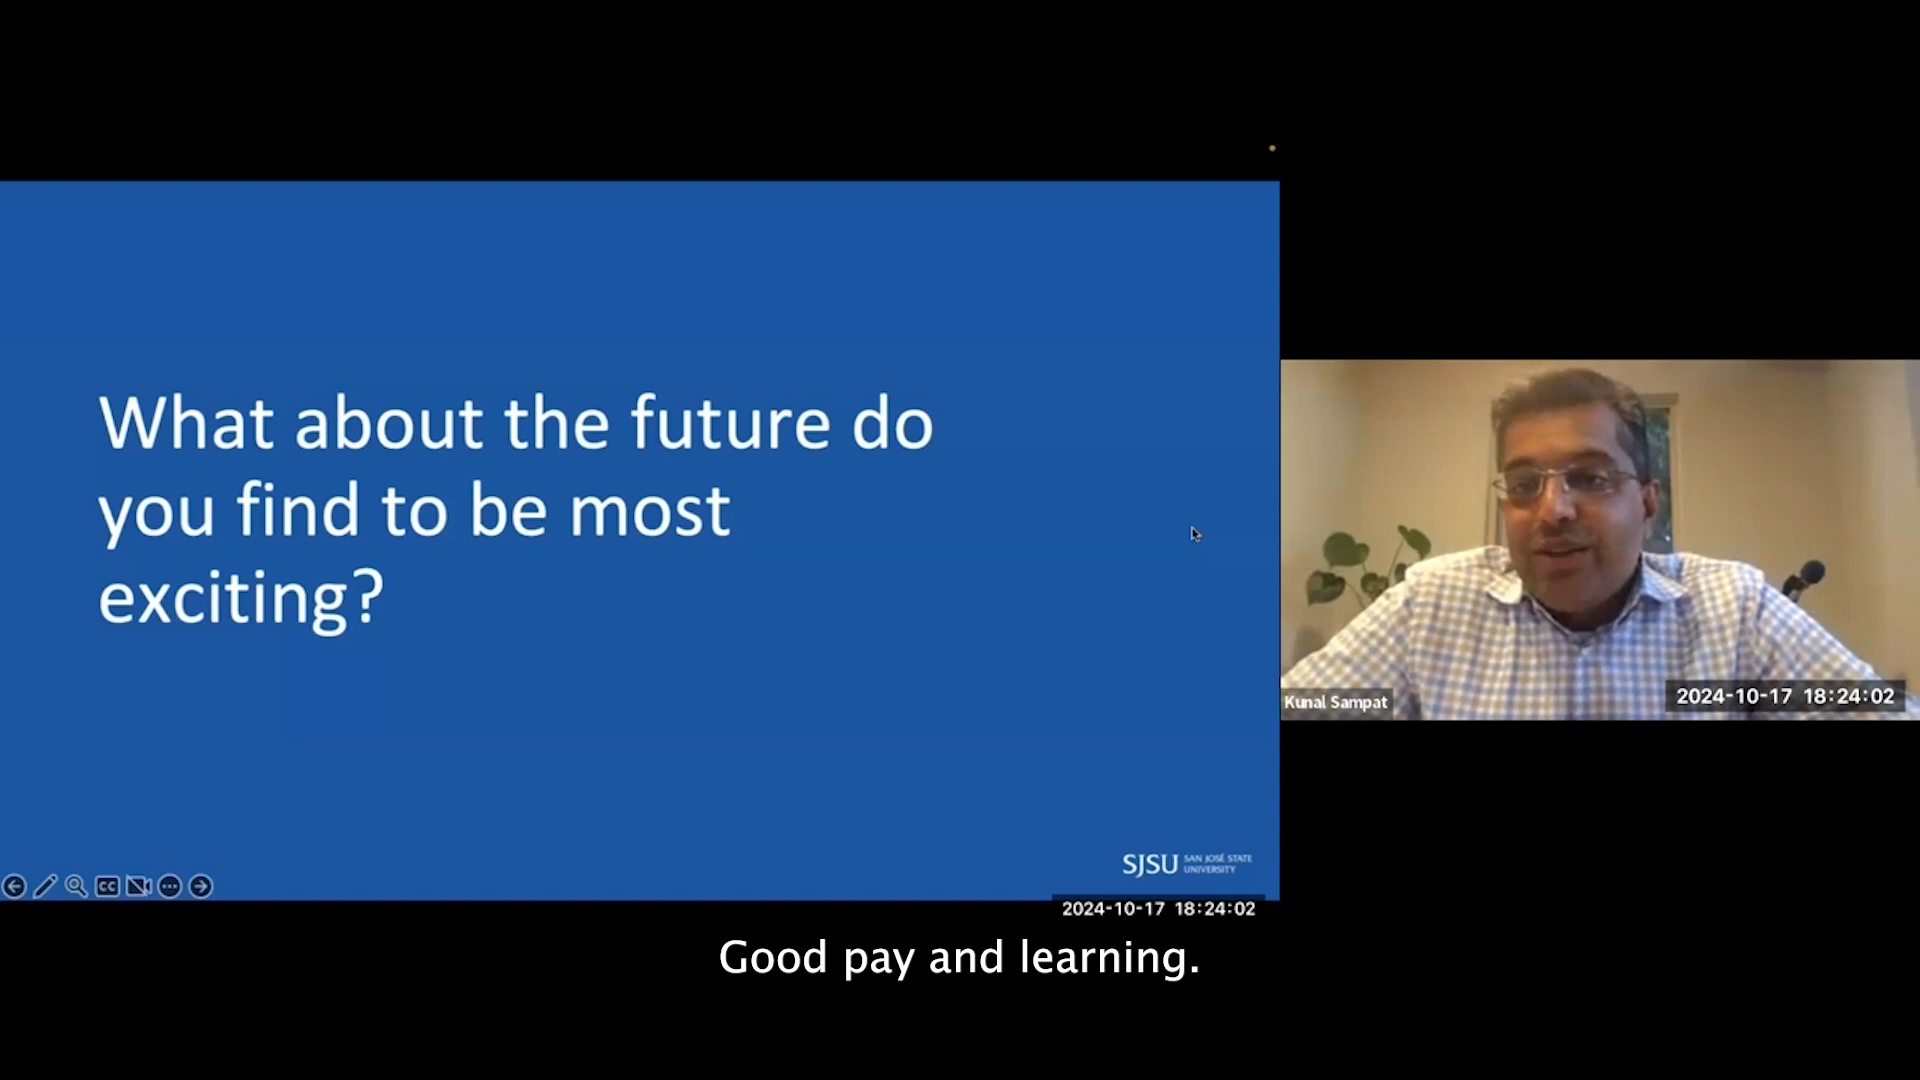 What about the future do
you find to be most
exciting?
SJSU SAN JOSÉ STATE
UNIVERSITY
CC
2024-10-17 18:24:02
Kunal Sampat
2024-10-17 18:24:02
Good pay and learning.